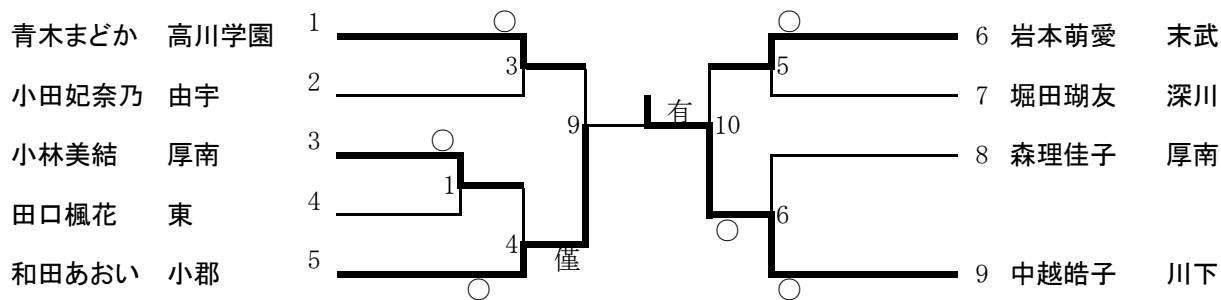 青木まどか 高川学園 1 ○ ○ 6 岩本萌愛 末武
3 5
小田妃奈乃 由宇 2 7 堀田瑚友 深川
9 有 10
小林美結 厚南 3 ○ 8 森理佳子 厚南
1
田口楓花 東 4 6
○
4 僅
和田あおい 小郡 5 ○ ○ 9 中越皓子 川下